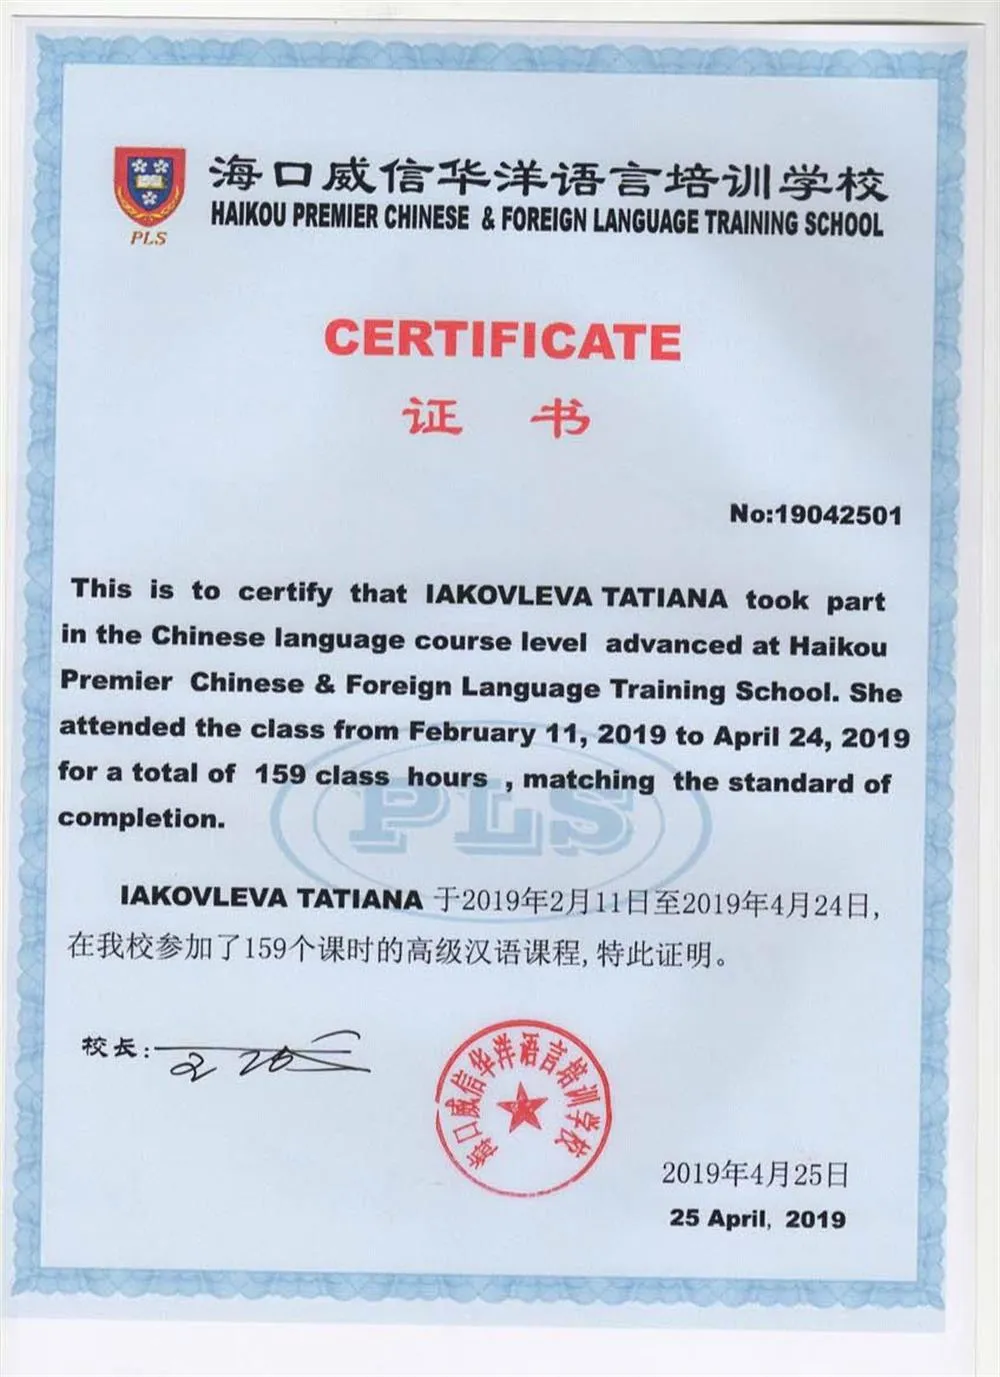 海口威信华洋语言培训学校
HAIKOU PREMIER CHINESE & FOREIGN LANGUAGE TRAINING SCHOOL
PLS
CERTIFICATE
证 书
No:19042501
This is to certify that IAKOVLEVA TATIANA took part
in the Chinese language course level advanced at Haikou
Premier Chinese & Foreign Language Training School. She
attended the class from February 11, 2019 to April 24, 2019
for a total of 159 class hours , matching the standard of
completion.
PLS
IAKOVLEVA TATIANA 于2019年2月11日至2019年4月24日,
在我校参加了159个课时的高级汉语课程,特此证明。
校长:
海口威信华洋语言培训学校
2019年4月25日
25 April, 2019